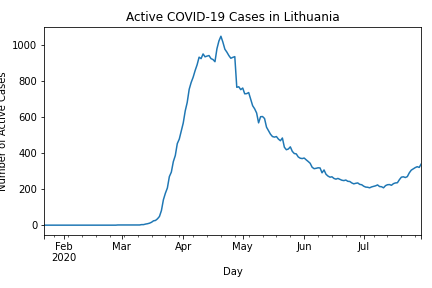 Active COVID-19 Cases in Lithuania
Number of Active Cases
1000
800
600
400
200
0
Feb Mar Apr May Jun Jul
2020
Day